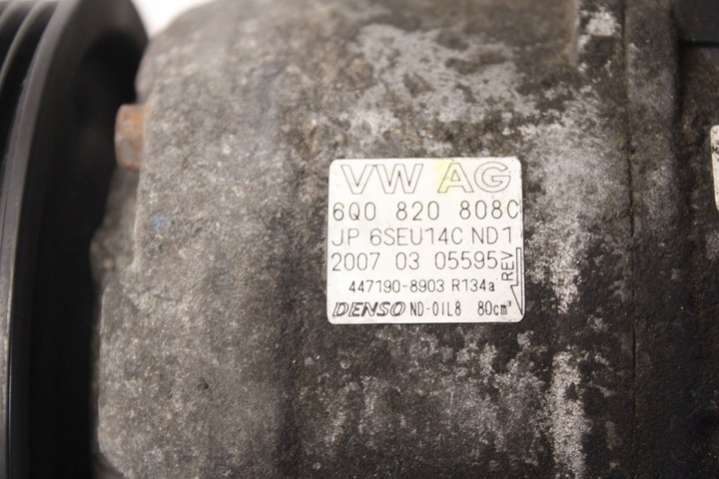 VW AG
6Q0 820 808C
JP 6SEU14C ND1
2007 03 05595
REV
447190-8903 R134a
DENSO ND-OIL8 80cm³